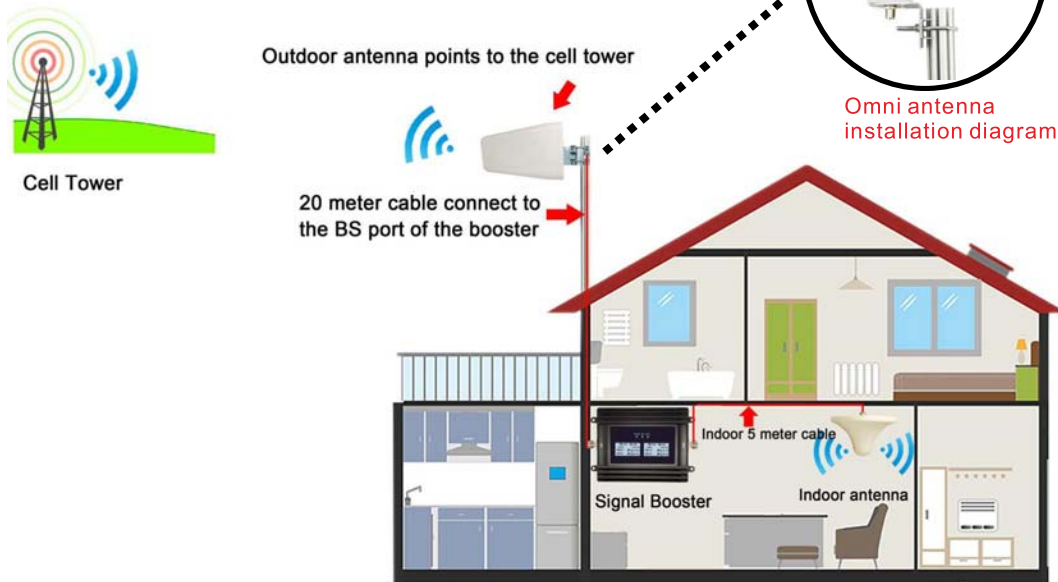 Outdoor antenna points to the cell tower
Omni antenna
installation diagram
Cell Tower
20 meter cable connect to
the BS port of the booster
Indoor 5 meter cable
Signal Booster
Indoor antenna